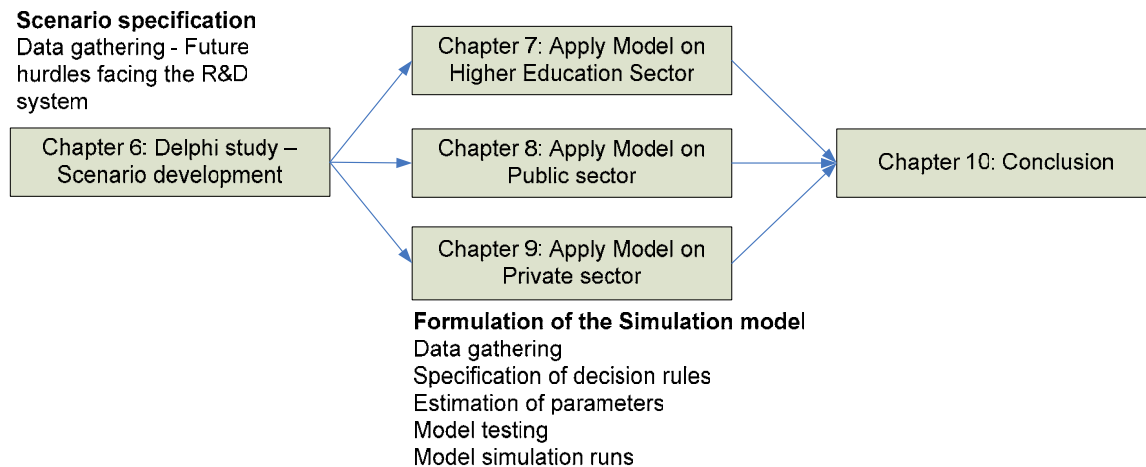 Scenario specification
Data gathering - Future
hurdles facing the R&D
system
Chapter 6: Delphi study –
Scenario development
Chapter 7: Apply Model on
Higher Education Sector
Chapter 8: Apply Model on
Public sector
Chapter 9: Apply Model on
Private sector
Chapter 10: Conclusion
Formulation of the Simulation model
Data gathering
Specification of decision rules
Estimation of parameters
Model testing
Model simulation runs